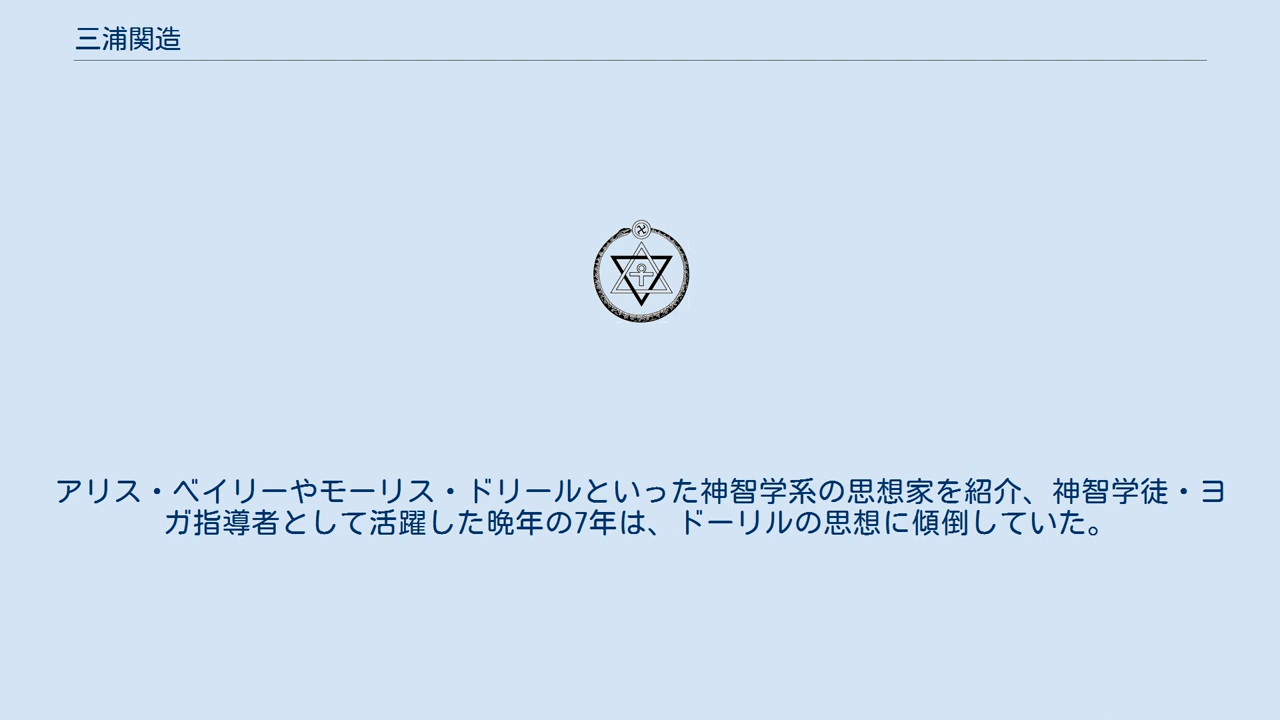 三浦関造
アリス・ベイリーやモーリス・ドリールといった神智学系の思想家を紹介、神智学徒・ヨ
ガ指導者として活躍した晩年の7年は、ドーリルの思想に傾倒していた。